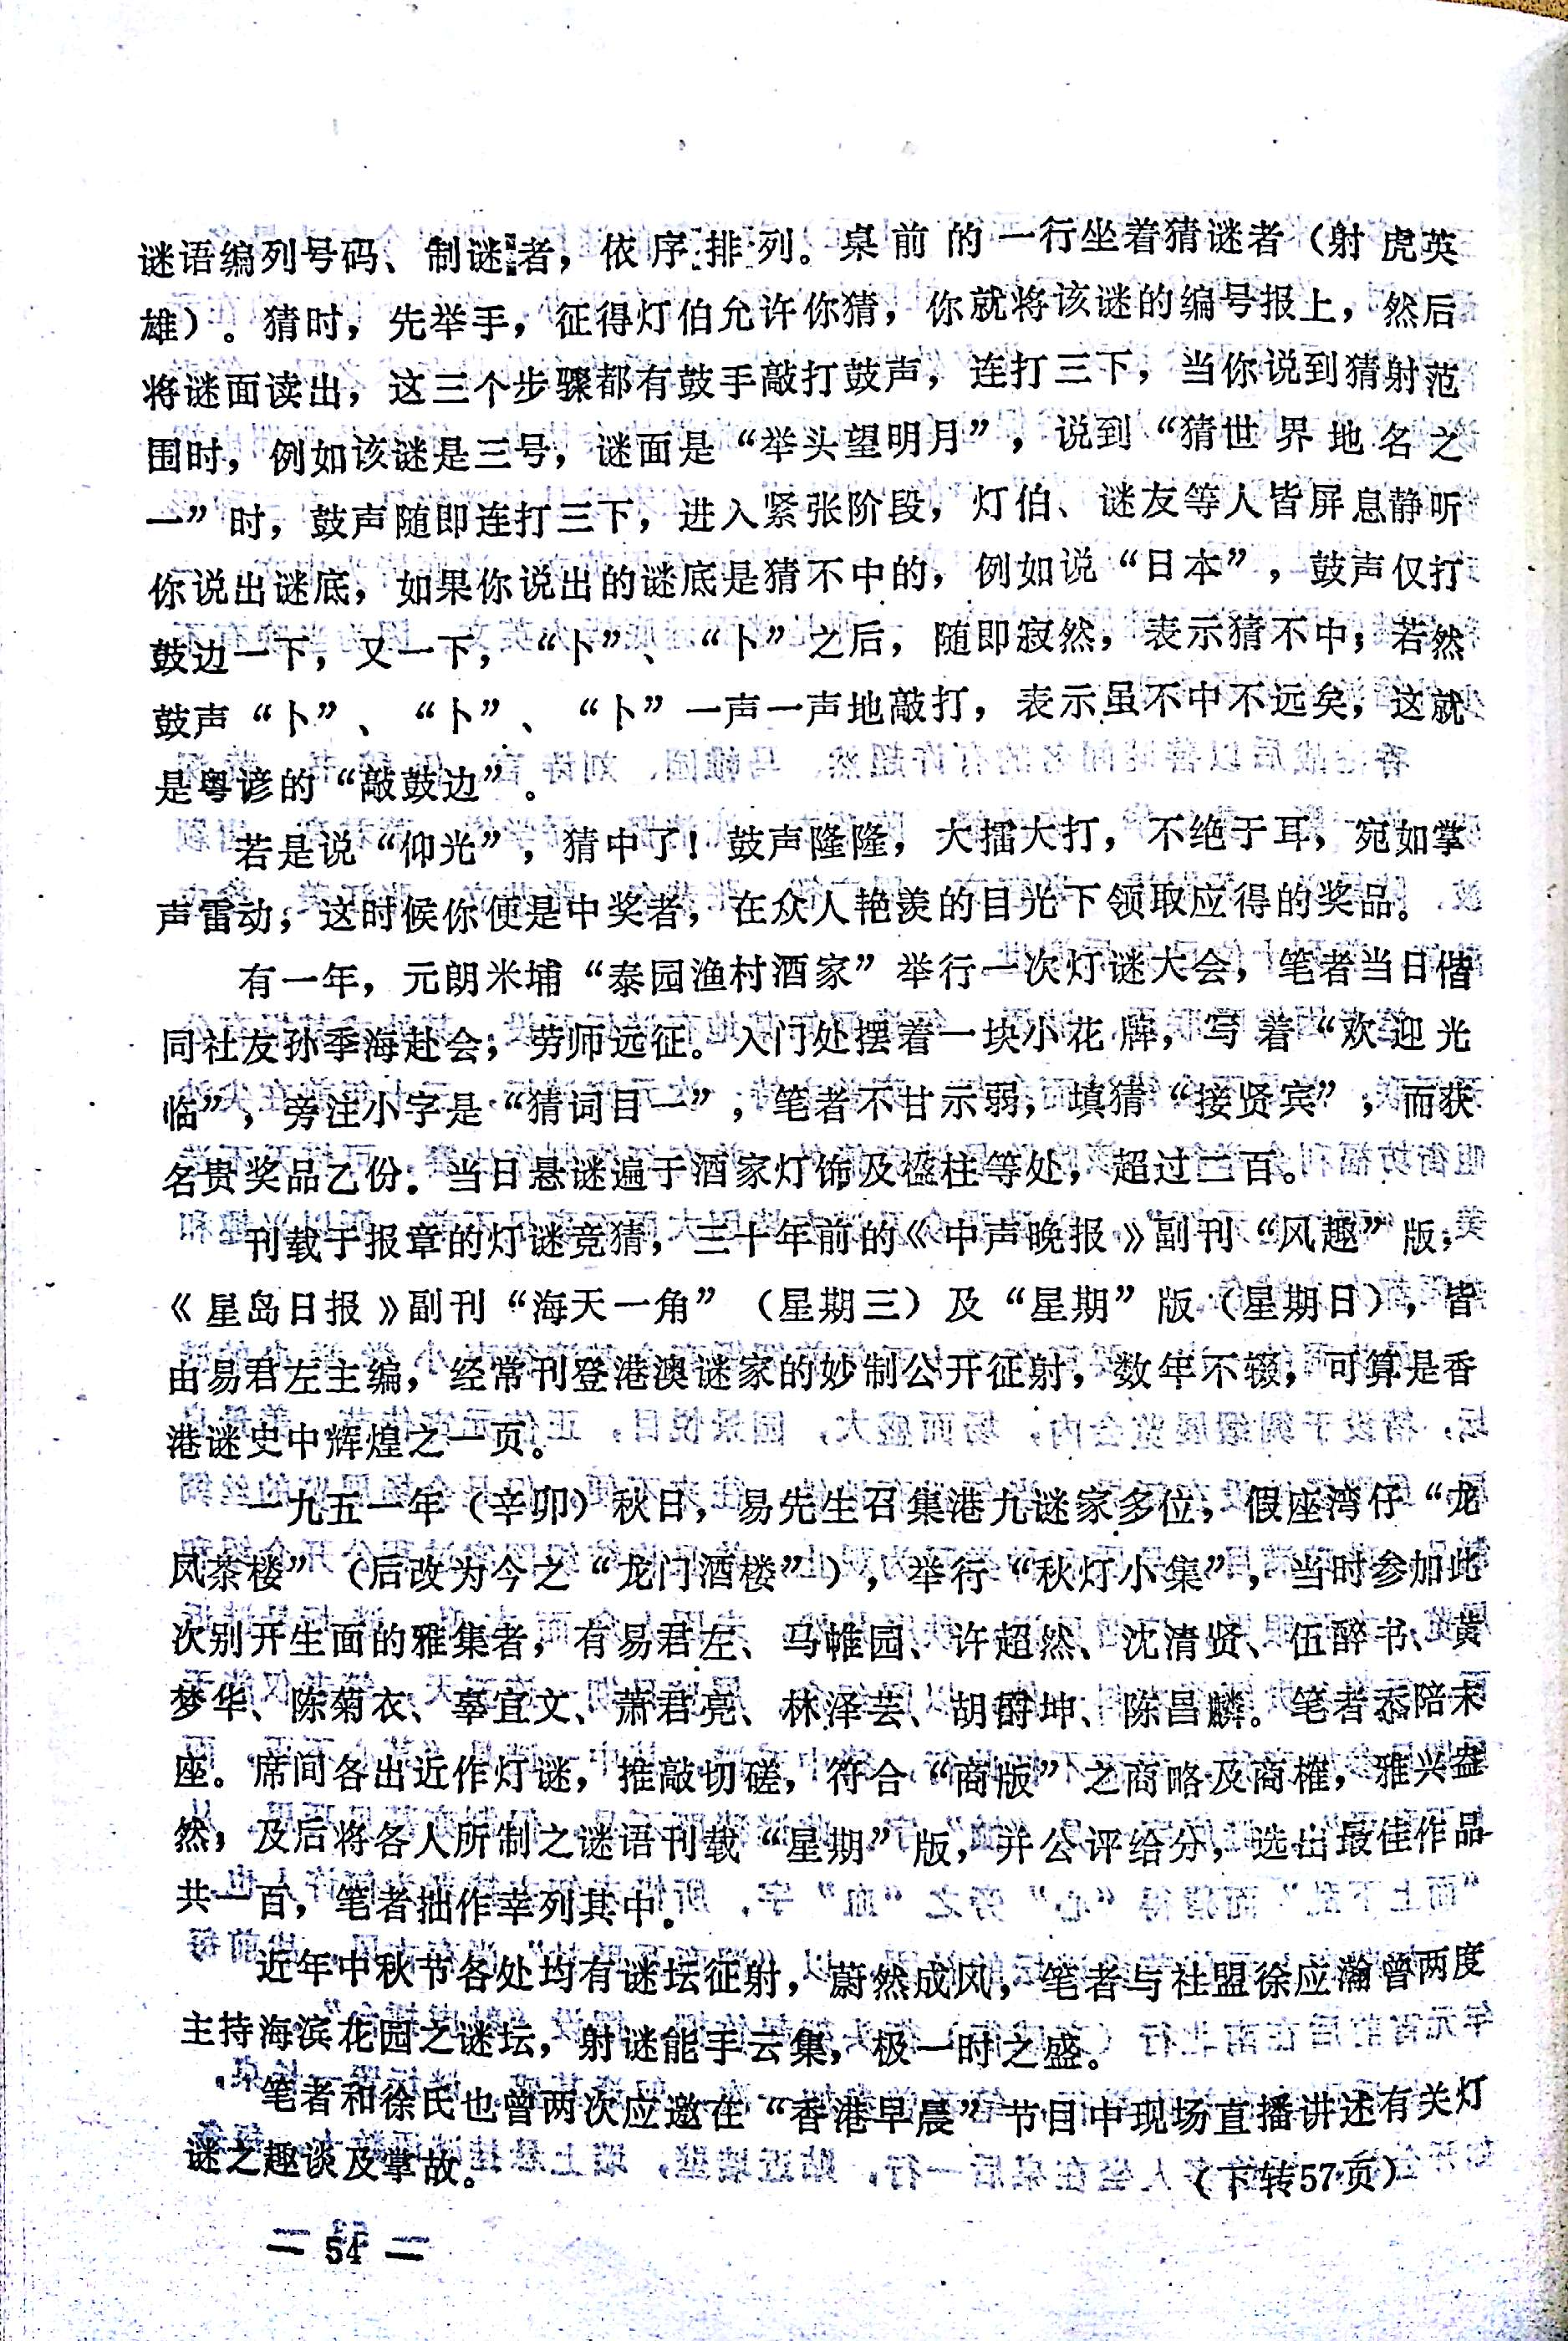 谜语编列号码、制谜者，依序排列。桌前的一行坐着猜谜者（射虎英
雄）。猜时，先举手，征得灯伯允许你猜，你就将该谜的编号报上，然后
将谜面读出，这三个步骤都有鼓手敲打鼓声，连打三下，当你说到猜射范
围时，例如该谜是三号，谜面是“举头望明月”，说到“猜世界地名之
一”时，鼓声随即连打三下，进入紧张阶段，灯伯、谜友等人皆屏息静听
你说出谜底，如果你说出的谜底是猜不中的，例如说“日本”，鼓声仅打
鼓边一下，又一下，“卜”、“卜”之后，随即寂然，表示猜不中；若然
鼓声“卜”、“卜”、“卜”一声一声地敲打，表示虽不中不远矣，这就
是粤谚的“敲鼓边”。
若是说“仰光”，猜中了！鼓声隆隆，大擂大打，不绝于耳，宛如掌
声雷动，这时候你便是中奖者，在众人艳羡的目光下领取应得的奖品。
有一年，元朗米埔“泰园渔村酒家”举行一次灯谜大会，笔者当日偕
同社友孙季海赴会，劳师远征。入门处摆着一块小花牌，写着“欢迎光
临”，旁注小字是“猜词目一”，笔者不甘示弱，填猜“接贤宾”，而获
名贵奖品乙份．当日悬谜遍于酒家灯饰及楹柱等处，超过二百。
刊载于报章的灯谜竞猜，三十年前的《中声晚报》副刊“风趣”版；
《星岛日报》副刊“海天一角”（星期三）及“星期”版（星期日），皆
由易君左主编，经常刊登港澳谜家的妙制公开征射，数年不辍，可算是香
港谜史中辉煌之一页。
一九五一年（辛卯）秋日，易先生召集港九谜家多位，假座湾仔“龙
凤茶楼”（后改为今之“龙门酒楼”），举行“秋灯小集”，当时参加此
次别开生面的雅集者，有易君左、马帷园、许超然、沈清贤、伍醉书、黄
梦华、陈菊衣、辜宜文、萧君亮、林泽芸、胡爵坤、陈昌麟。笔者忝陪末
座。席间各出近作灯谜，推敲切磋，符合“商版”之商略及商榷，雅兴盎
然，及后将各人所制之谜语刊载“星期”版，并公评给分，选出最佳作品
共一百，笔者拙作幸列其中。
近年中秋节各处均有谜坛征射，蔚然成风，笔者与社盟徐应瀚曾两度
主持海滨花园之谜坛，射谜能手云集，极一时之盛。
笔者和徐氏也曾两次应邀在“香港早晨”节目中现场直播讲述有关灯
谜之趣谈及掌故。（下转57页）
— 54 —